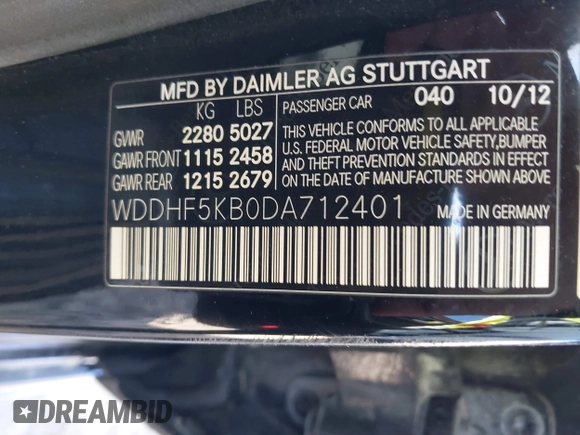 MFD BY DAIMLER AG STUTTGART
KG LBS
GVWR 2280 5027
GAWR FRONT 1115 2458
GAWR REAR 1215 2679
PASSENGER CAR 040 10/12
THIS VEHICLE CONFORMS TO ALL APPLICABLE
U.S. FEDERAL MOTOR VEHICLE SAFETY, BUMPER
AND THEFT PREVENTION STANDARDS IN EFFECT
ON THE DATE OF MANUFACTURE SHOWN ABOVE.
WDDHF5KB0DA712401 MADE IN GERMANY
DREAMBID